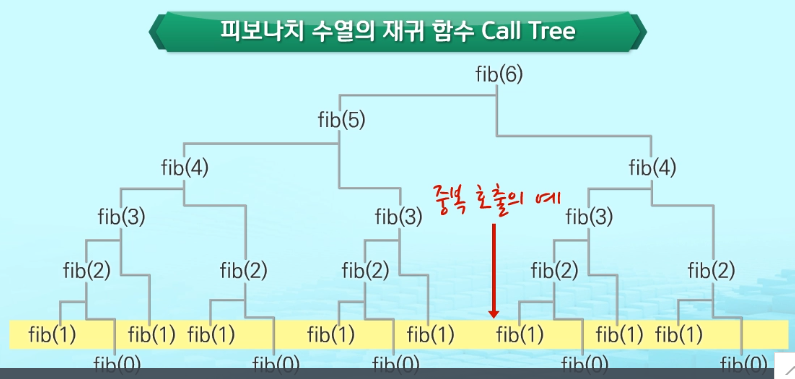 피보나치 수열의 재귀 함수 Call Tree
fib(6)
fib(5)
fib(4) fib(4)
중복 호출의 예
fib(3) fib(3) fib(3)
fib(2) fib(2) fib(2) fib(2) fib(2)
fib(1) fib(1) fib(1) fib(1) fib(1) fib(1) fib(1) fib(1)
fib(0) fib(0) fib(0) fib(0) fib(0)